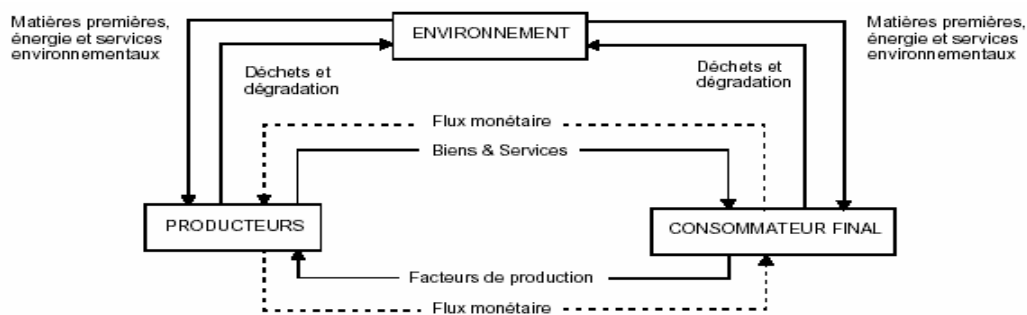 Matières premières,
énergie et services
environnementaux
ENVIRONNEMENT
Matières premières,
énergie et services
environnementaux
Déchets et
dégradation
Déchets et
dégradation
Flux monétaire
Biens & Services
PRODUCTEURS
CONSOMMATEUR FINAL
Facteurs de production
Flux monétaire